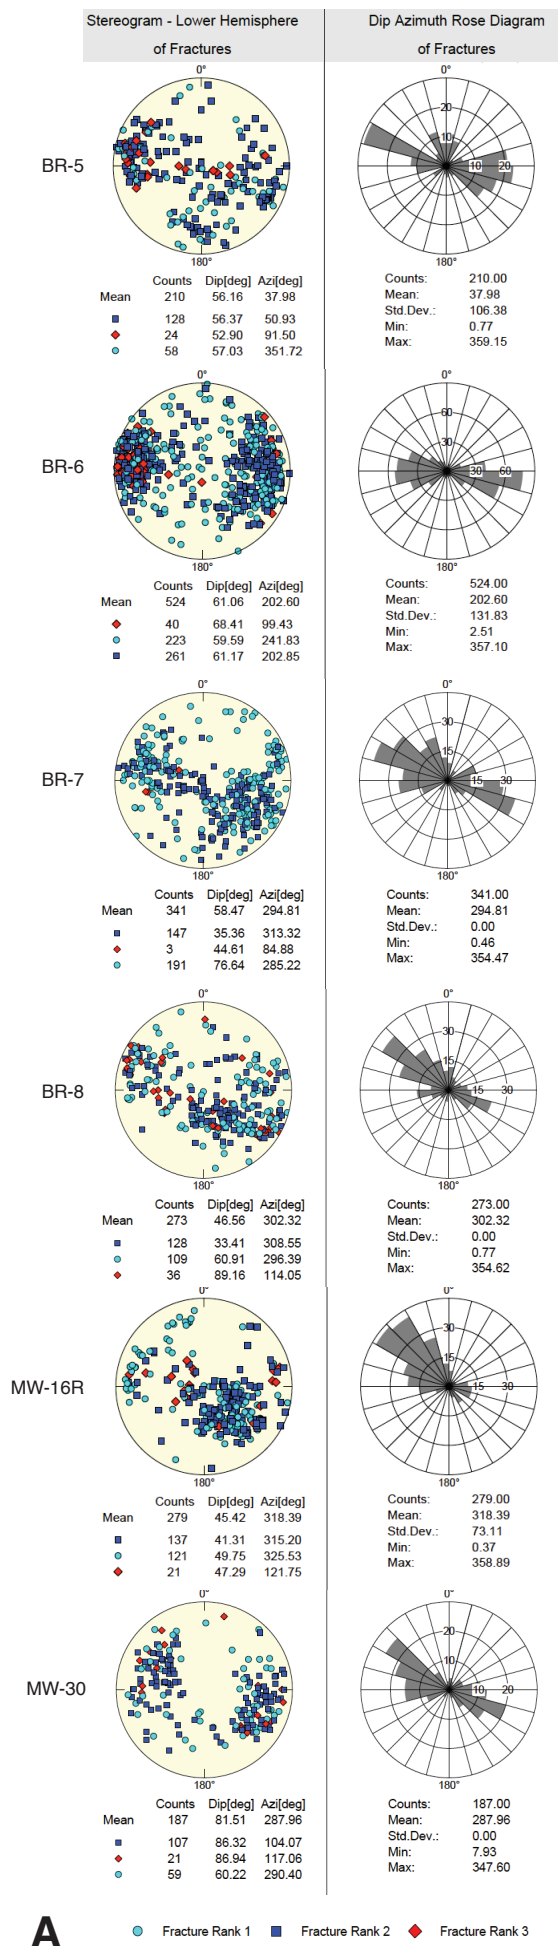 Stereogram - Lower Hemisphere
of Fractures
Dip Azimuth Rose Diagram
of Fractures
BR-5
0°
180°
0°
20
10
10 20
180°
Counts Dip[deg] Azi[deg]
Mean 210 56.16 37.98
128 56.37 50.93
24 52.90 91.50
58 57.03 351.72
Counts: 210.00
Mean: 37.98
Std.Dev.: 106.38
Min: 0.77
Max: 359.15
BR-6
0°
180°
0°
60
30
30 60
180°
Counts Dip[deg] Azi[deg]
Mean 524 61.06 202.60
40 68.41 99.43
223 59.59 241.83
261 61.17 202.85
Counts: 524.00
Mean: 202.60
Std.Dev.: 131.83
Min: 2.51
Max: 357.10
BR-7
0°
180°
0°
30
15
15 30
180°
Counts Dip[deg] Azi[deg]
Mean 341 58.47 294.81
147 35.36 313.32
3 44.61 84.88
191 76.64 285.22
Counts: 341.00
Mean: 294.81
Std.Dev.: 0.00
Min: 0.46
Max: 354.47
BR-8
0°
180°
0°
30
15
15 30
180°
Counts Dip[deg] Azi[deg]
Mean 273 46.56 302.32
128 33.41 308.55
109 60.91 296.39
36 89.16 114.05
Counts: 273.00
Mean: 302.32
Std.Dev.: 0.00
Min: 0.77
Max: 354.62
MW-16R
0°
180°
0°
30
15
15 30
180°
Counts Dip[deg] Azi[deg]
Mean 279 45.42 318.39
137 41.31 315.20
121 49.75 325.53
21 47.29 121.75
Counts: 279.00
Mean: 318.39
Std.Dev.: 73.11
Min: 0.37
Max: 358.89
MW-30
0°
180°
0°
20
10
10 20
180°
Counts Dip[deg] Azi[deg]
Mean 187 81.51 287.96
107 86.32 104.07
21 86.94 117.06
59 60.22 290.40
Counts: 187.00
Mean: 287.96
Std.Dev.: 0.00
Min: 7.93
Max: 347.60
A
Fracture Rank 1 Fracture Rank 2 Fracture Rank 3